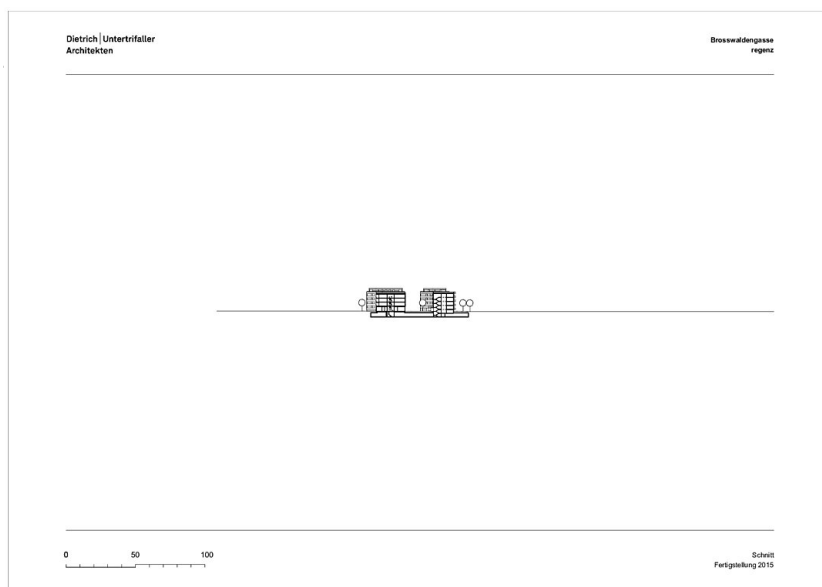 Dietrich|Untertrifaller
Architekten
Brosswaldengasse
regenz
0 50 100
Schnitt
Fertigstellung 2015